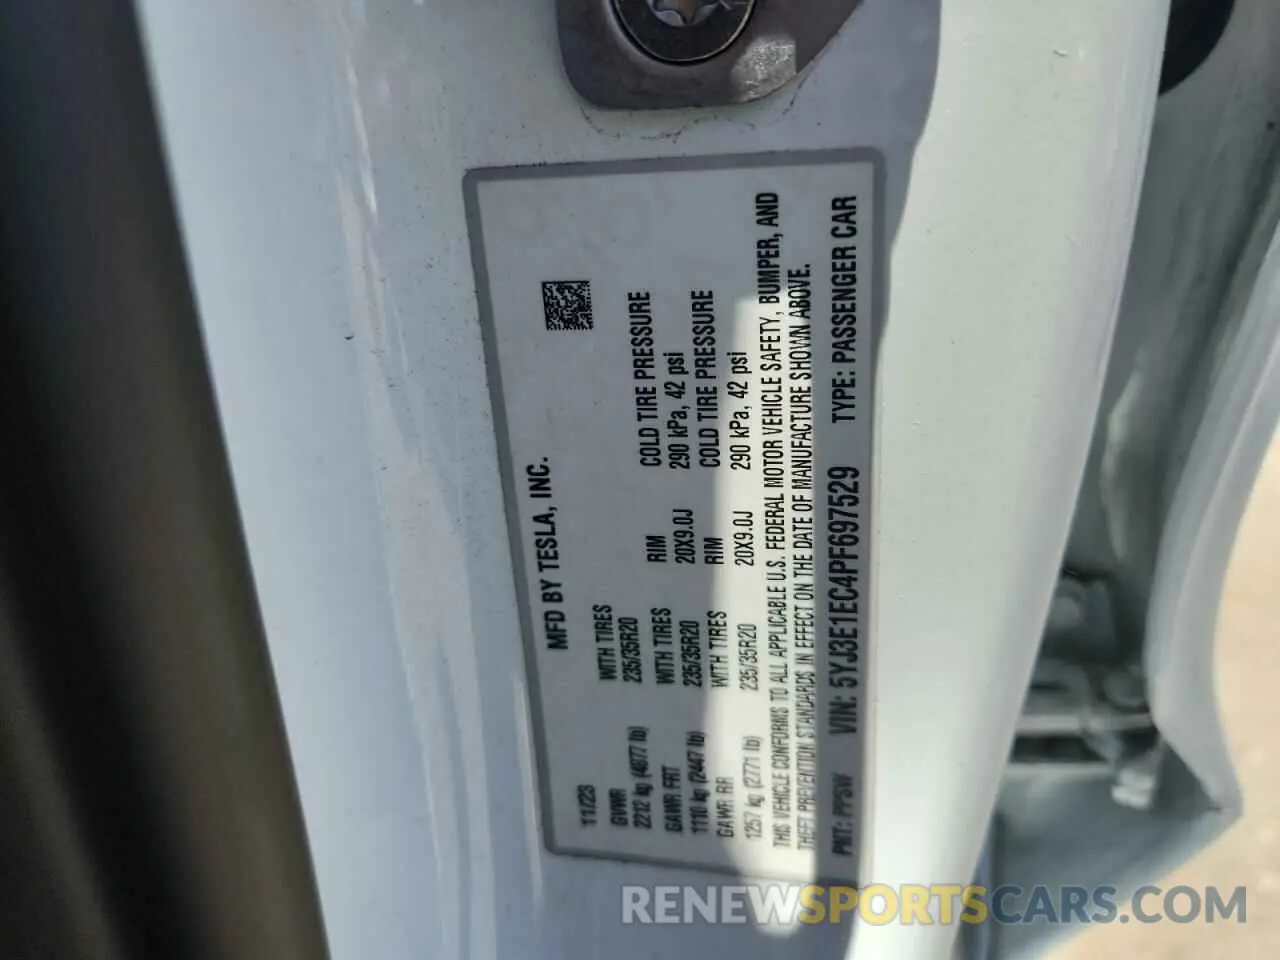 MFD BY TESLA, INC.
11/23
GVWR WITH TIRES RIM COLD TIRE PRESSURE
2212 kg (4877 lb) 235/35R20 20X9.0J 290 kPa, 42 psi
GAWR FRT WITH TIRES RIM COLD TIRE PRESSURE
1110 kg (2447 lb) 235/35R20 20X9.0J 290 kPa, 42 psi
GAWR RR WITH TIRES
1257 kg (2771 lb) 235/35R20
THIS VEHICLE CONFORMS TO ALL APPLICABLE U.S. FEDERAL MOTOR VEHICLE SAFETY, BUMPER, AND
THEFT PREVENTION STANDARDS IN EFFECT ON THE DATE OF MANUFACTURE SHOWN ABOVE.
PNT: PPSW VIN: 5YJ3E1EC4PF697529 TYPE: PASSENGER CAR
RENEWSPORTSCARS.COM